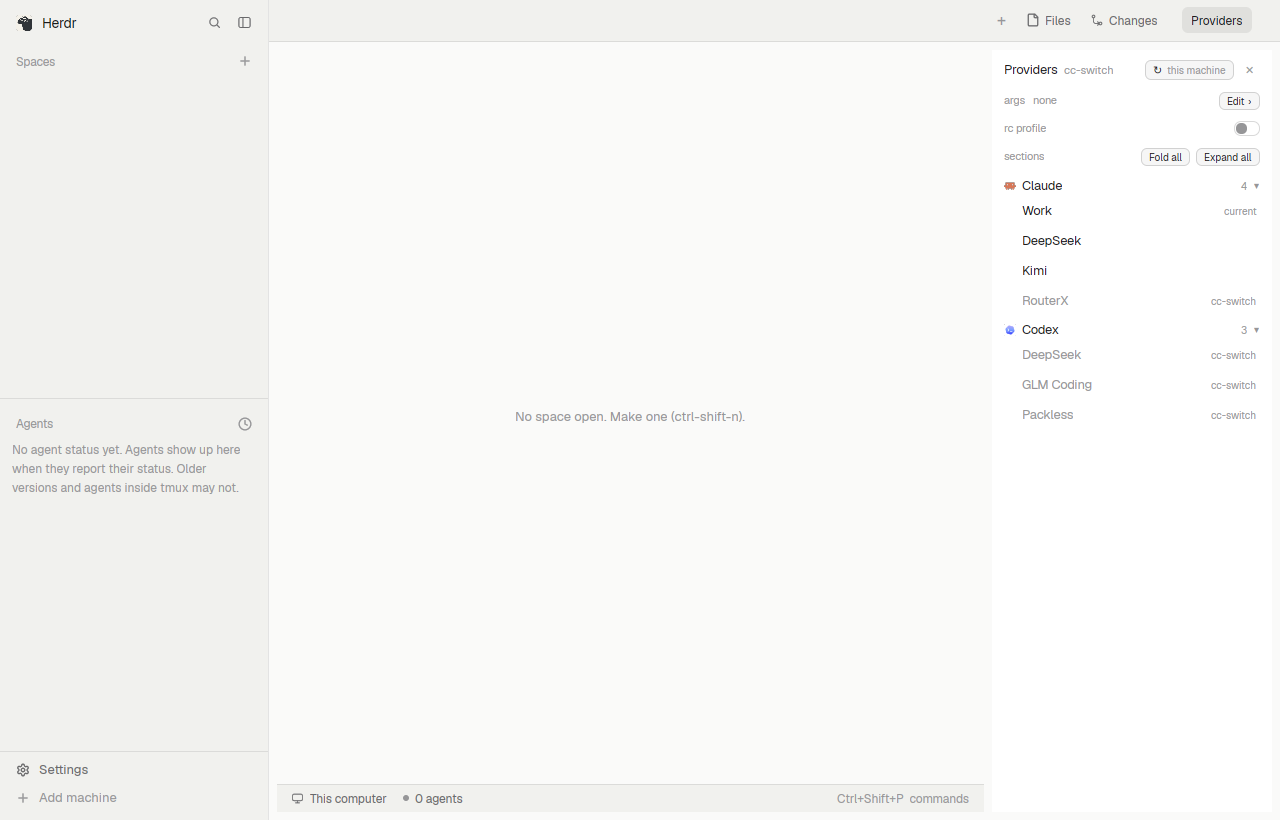 Herdr
Spaces
Agents
No agent status yet. Agents show up here
when they report their status. Older
versions and agents inside tmux may not.
Settings
Add machine
Files
Changes
Providers
No space open. Make one (ctrl-shift-n).
This computer
0 agents
Ctrl+Shift+P commands
Providers cc-switch
this machine
args none
Edit ›
rc profile
sections
Fold all
Expand all
Claude 4
Work current
DeepSeek
Kimi
RouterX cc-switch
Codex 3
DeepSeek cc-switch
GLM Coding cc-switch
Packless cc-switch